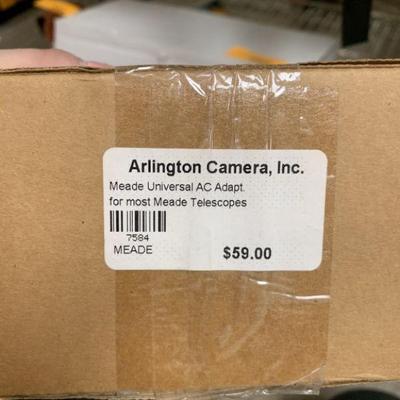 Arlington Camera, Inc.
Meade Universal AC Adapt.
for most Meade Telescopes
7584
MEADE
$59.00